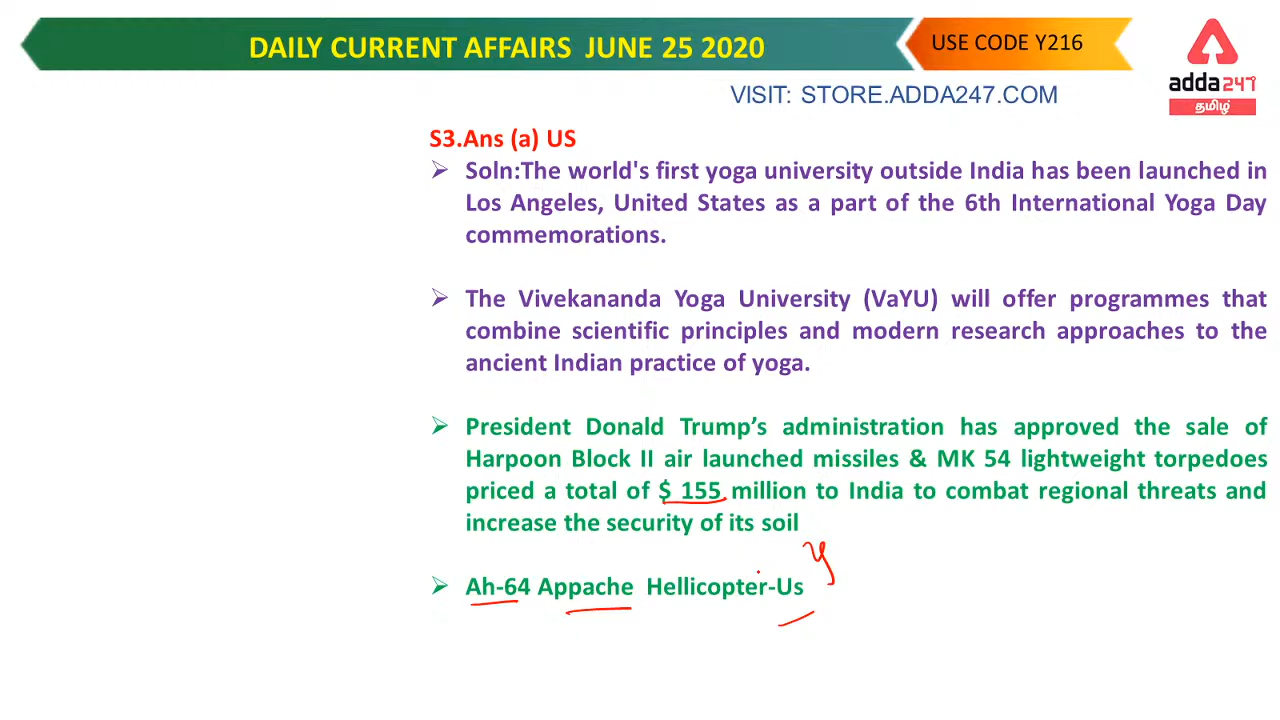 DAILY CURRENT AFFAIRS JUNE 25 2020
USE CODE Y216
adda247
தமிழ்
VISIT: STORE.ADDA247.COM
S3.Ans (a) US
Soln:The world's first yoga university outside India has been launched in
Los Angeles, United States as a part of the 6th International Yoga Day
commemorations.
The Vivekananda Yoga University (VaYU) will offer programmes that
combine scientific principles and modern research approaches to the
ancient Indian practice of yoga.
President Donald Trump’s administration has approved the sale of
Harpoon Block II air launched missiles & MK 54 lightweight torpedoes
priced a total of $ 155 million to India to combat regional threats and
increase the security of its soil
Ah-64 Appache Hellicopter-Us